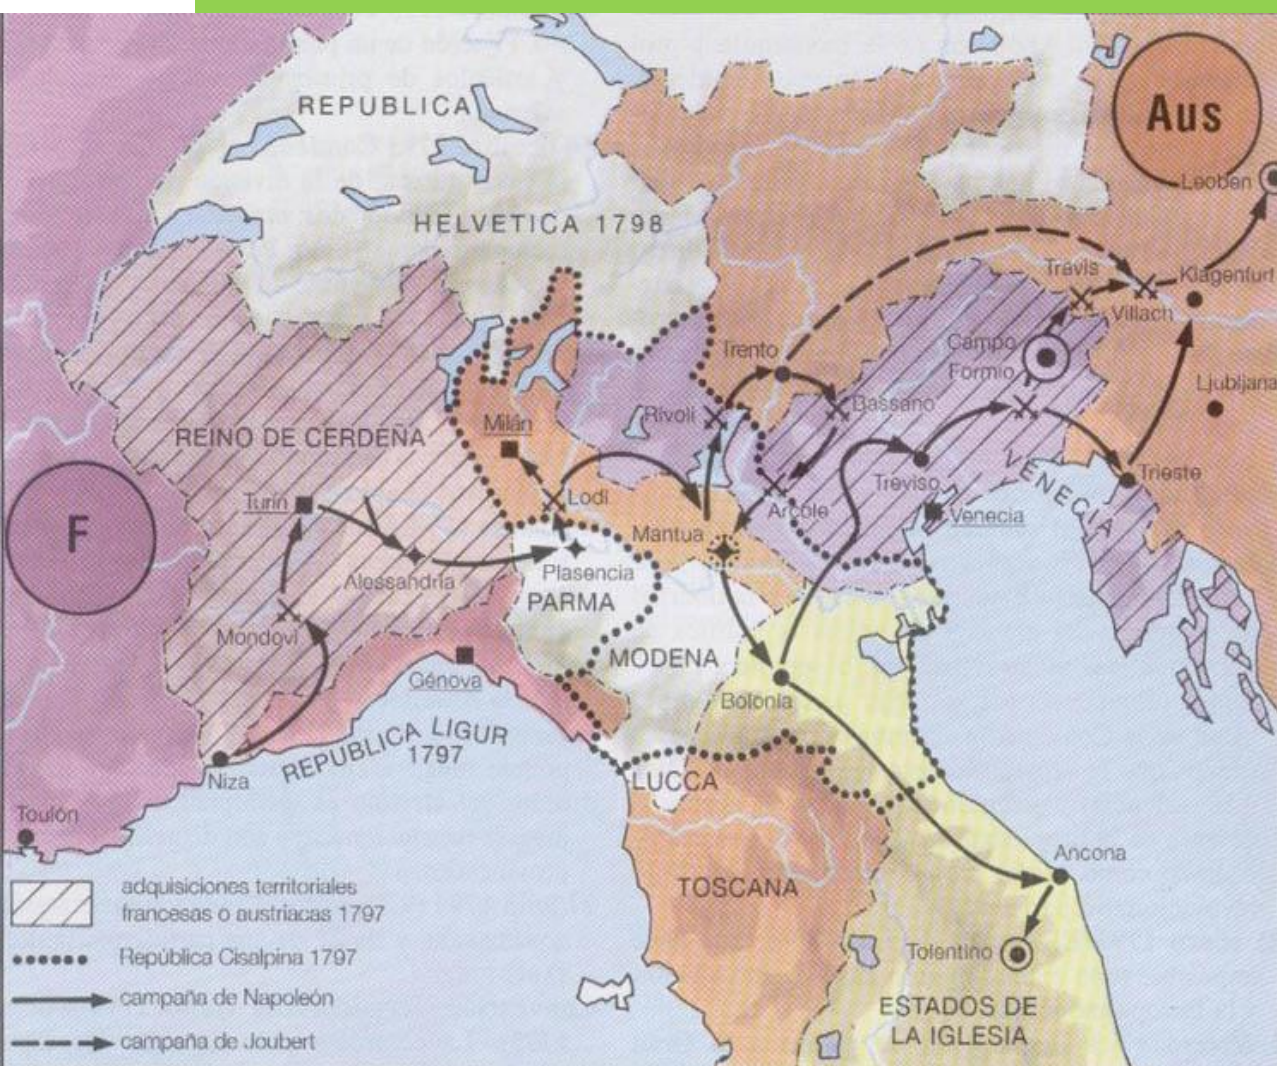 REPUBLICA
HELVETICA 1798
Aus
Leoben
Travis
Klagenfurt
Villach
Campo
Formio
Trento
Ljubljana
Rívoli
Bassano
Milán
REINO DE CERDEÑA
VENECIA
Trieste
Treviso
Turín
Lodi
Arcole
Venecia
F
Mantua
Alessandria
Plasencia
PARMA
Mondovi
MODENA
Génova
Bolonia
REPUBLICA LIGUR
1797
Niza
LUCCA
Toulón
Ancona
TOSCANA
Tolentino
ESTADOS DE
LA IGLESIA
adquisiciones territoriales
francesas o austriacas 1797
República Cisalpina 1797
campaña de Napoleón
campaña de Joubert